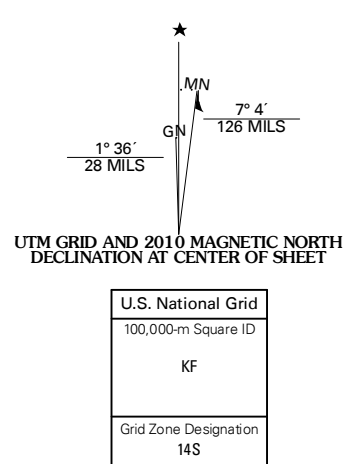 MN
7° 4´
126 MILS
GN
1° 36´
28 MILS
UTM GRID AND 2010 MAGNETIC NORTH
DECLINATION AT CENTER OF SHEET
U.S. National Grid
100,000-m Square ID
KF
Grid Zone Designation
14S